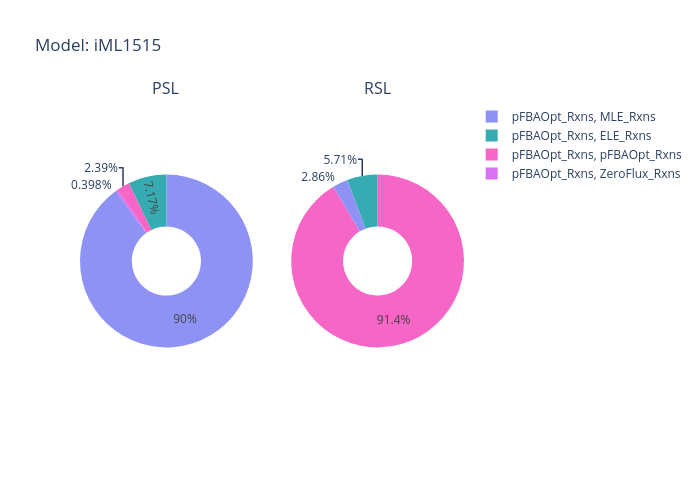 Model: iML1515
PSL
RSL
pFBAOpt_Rxns, MLE_Rxns
pFBAOpt_Rxns, ELE_Rxns
pFBAOpt_Rxns, pFBAOpt_Rxns
pFBAOpt_Rxns, ZeroFlux_Rxns
2.39%
0.398%
7.17%
90%
5.71%
2.86%
91.4%